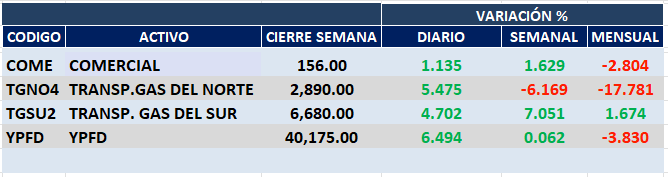 VARIACIÓN %
CODIGO ACTIVO CIERRE SEMANA DIARIO SEMANAL MENSUAL
COME COMERCIAL 156.00 1.135 1.629 -2.804
TGNO4 TRANSP.GAS DEL NORTE 2,890.00 5.475 -6.169 -17.781
TGSU2 TRANSP. GAS DEL SUR 6,680.00 4.702 7.051 1.674
YPFD YPFD 40,175.00 6.494 0.062 -3.830